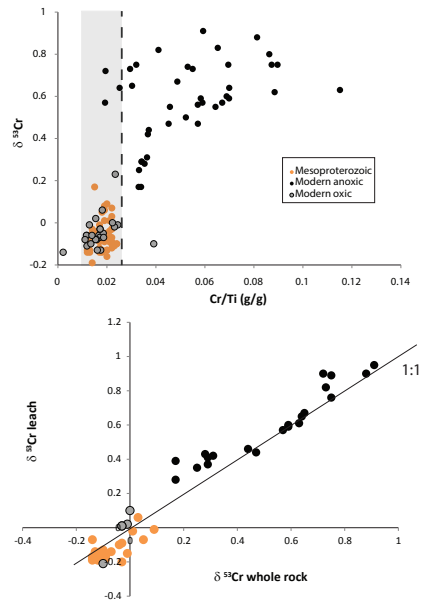 1
0.8
0.6
0.4
0.2
0
-0.2
δ ⁵³Cr
0 0.02 0.04 0.06 0.08 0.1 0.12 0.14
Cr/Ti (g/g)
Mesoproterozoic
Modern anoxic
Modern oxic
1.2
1
0.8
0.6
0.4
0.2
0
-0.2
-0.4
δ ⁵³Cr leach
1:1
-0.4 -0.2 0 0.2 0.4 0.6 0.8 1
δ ⁵³Cr whole rock